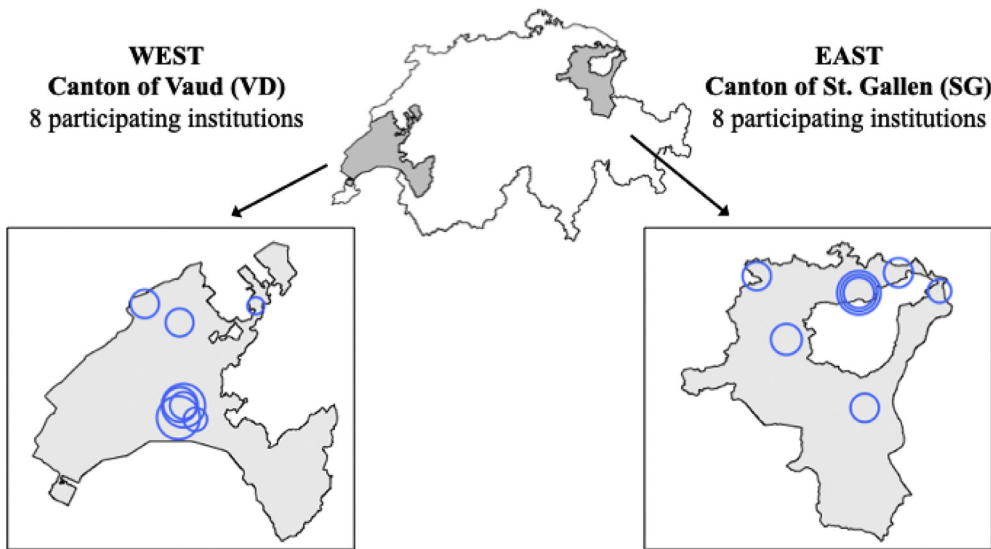 WEST
Canton of Vaud (VD)
8 participating institutions
EAST
Canton of St. Gallen (SG)
8 participating institutions